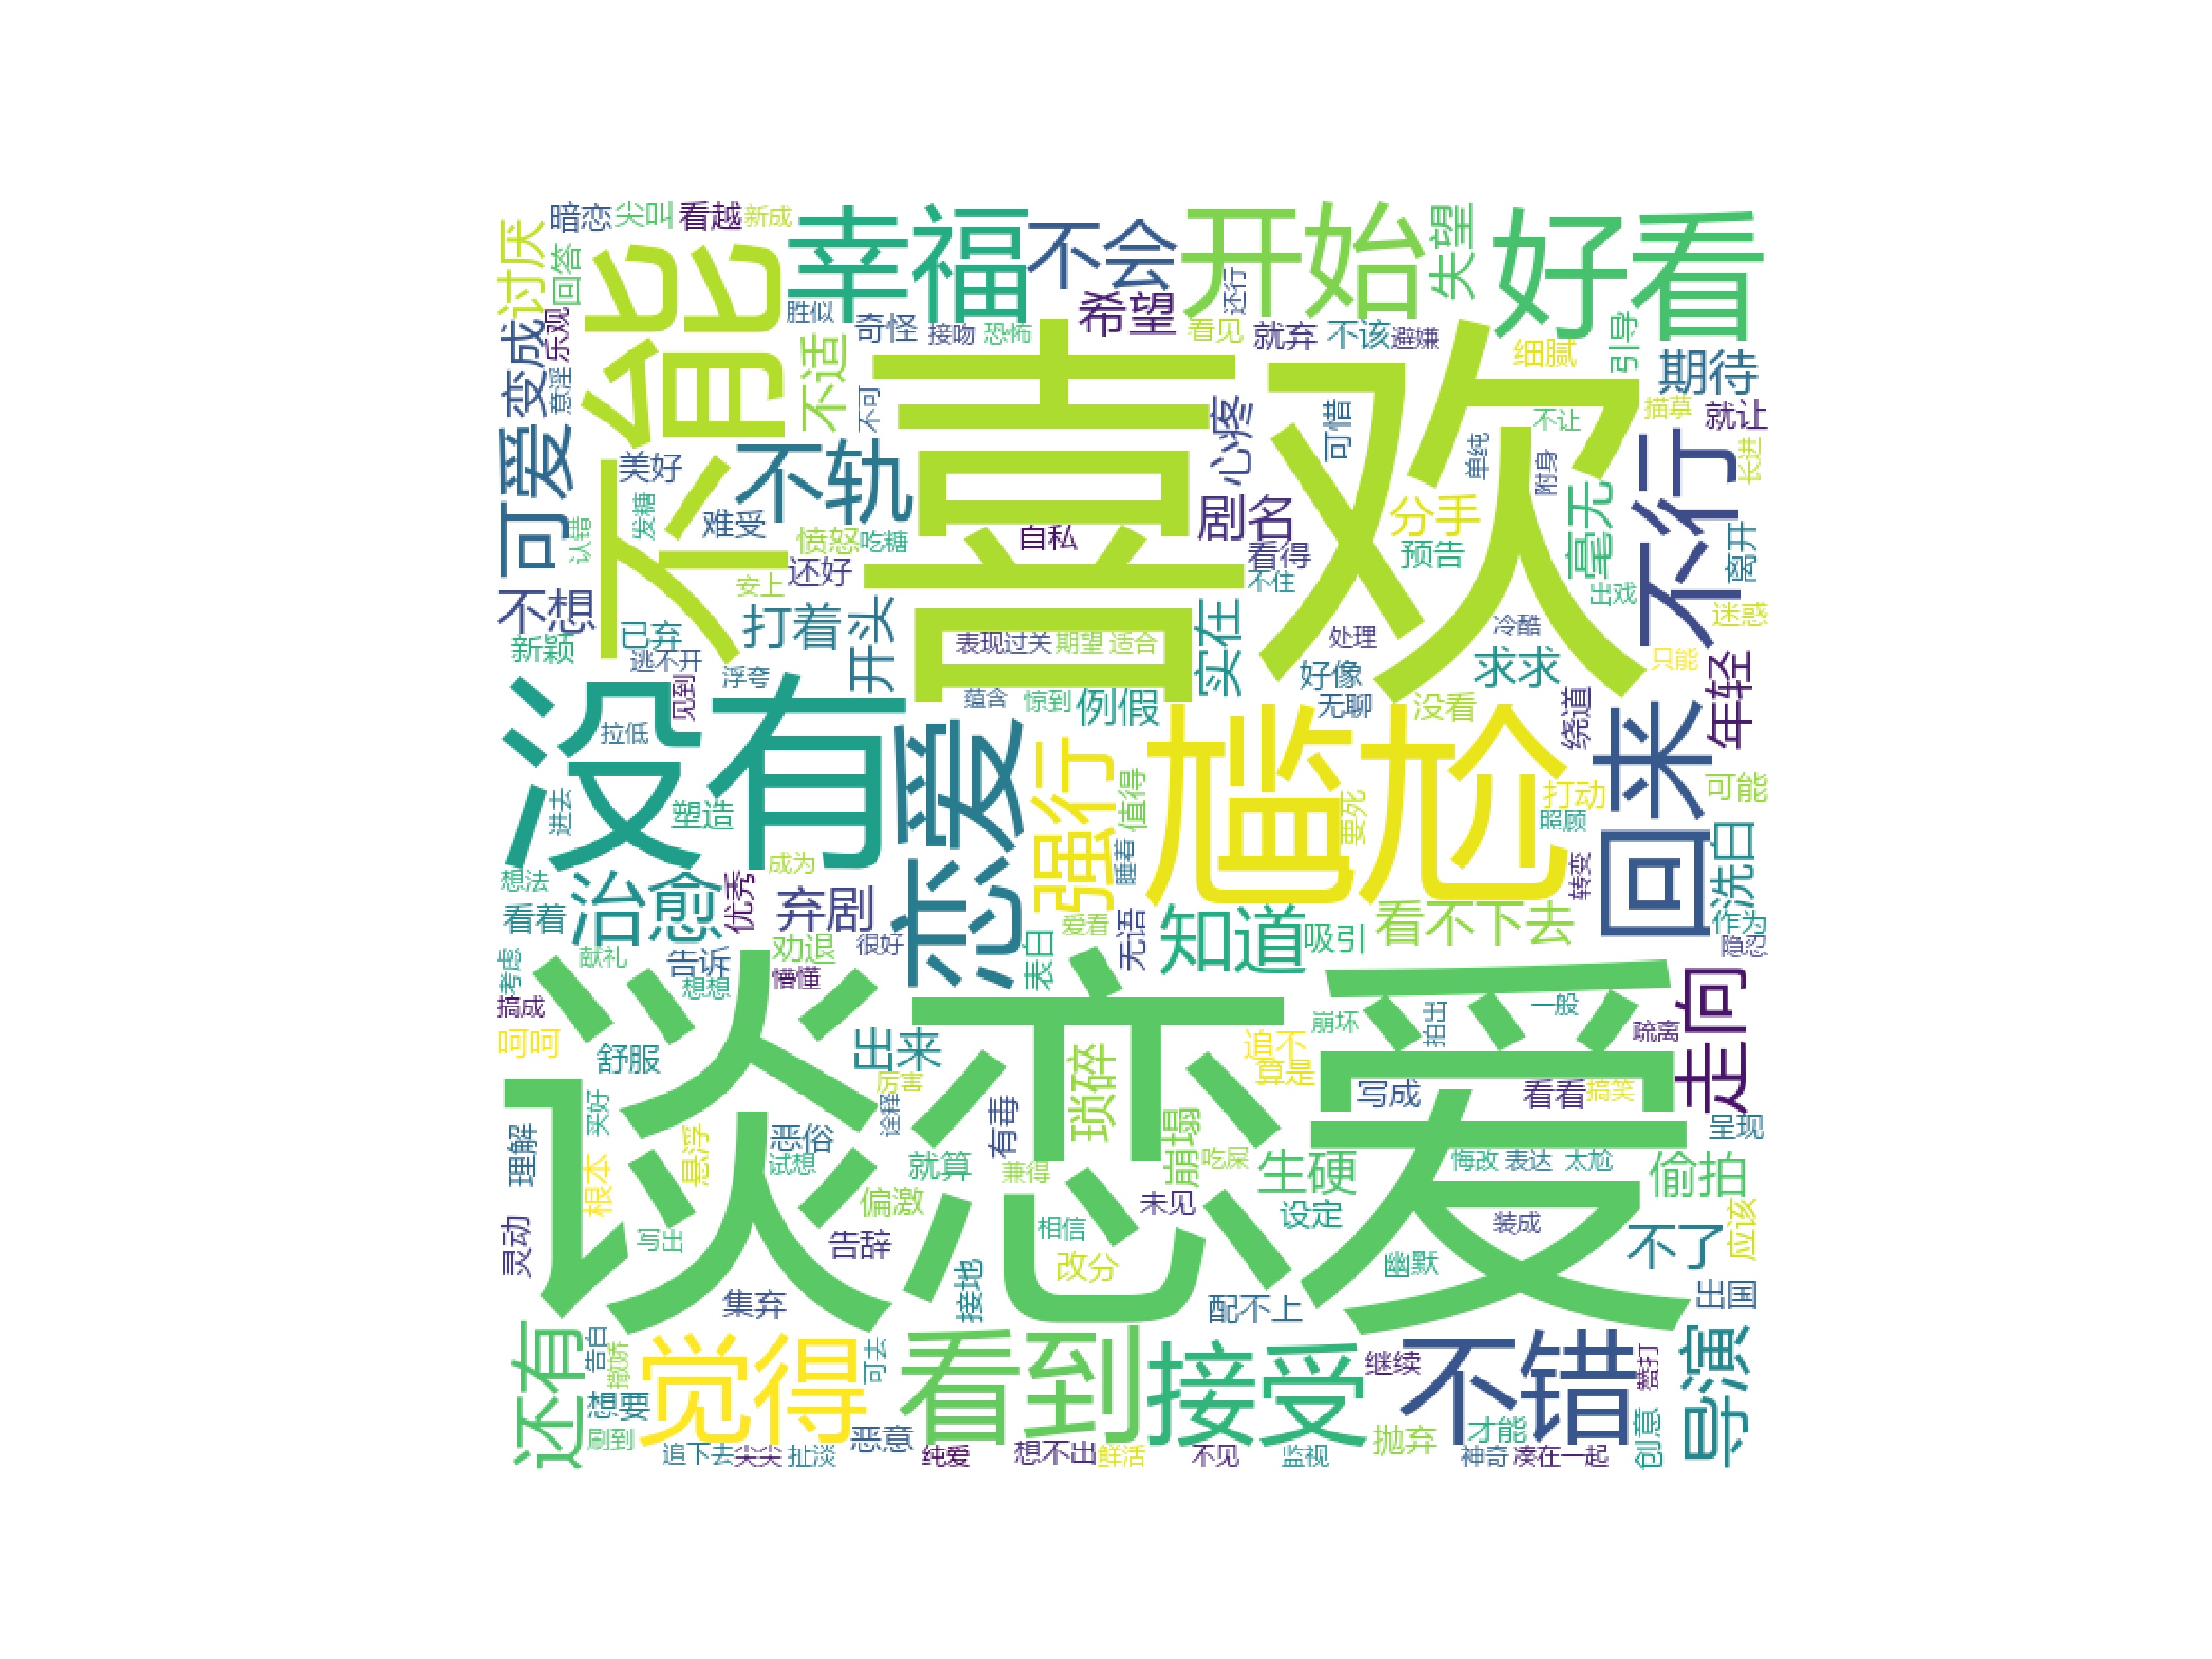 暗恋
尖叫
看越
新成
幸福
不会
开始
失望
好看
讨厌
回答
不能
胜似
奇怪
接吻
恐怖
希望
还行
看见
就弃
不该
避嫌
细腻
引导
期待
变成
乐观
意淫
不适
不可
喜欢
心疼
可惜
不让
描摹
就让
可爱
美好
不轨
单纯
附身
不行
长进
发糖
难受
认错
愤怒
吃糖
自私
剧名
分手
毫无
离开
还好
看得
预告
安上
不住
出戏
不想
已弃
打着
开头
表现过关
期望
适合
实在
处理
冷酷
迷惑
新颖
逃不开
浮夸
见到
蕴含
惊到
例假
好像
无聊
没看
求求
绕道
只能
年轻
没有
拉低
进去
塑造
恋爱
强行
值得
尴尬
要死
打动
照顾
回来
可能
成为
睡着
转变
洗白
想法
看着
治愈
优秀
弃剧
爱看
表白
无语
知道
吸引
看不下去
作为
隐忍
考虑
献礼
告诉
劝退
很好
想想
懵懂
搞成
谈恋爱
呵呵
舒服
出来
厉害
诠释
琐碎
追不
算是
崩坏
拍出
一般
疏离
走向
写成
看看
搞笑
呈现
买好
理解
根本
悬浮
恶俗
试想
就算
有毒
兼得
崩塌
吃屎
生硬
悔改
表达
太尬
偷拍
偏激
未见
设定
装成
灵动
写出
告辞
相信
改分
幽默
不了
应该
集弃
接地
配不上
出国
还有
告白
撒娇
觉得
可去
看到
接受
继续
不错
导演
想要
刷到
恶意
抛弃
才能
创意
追下去
尖尖
扯淡
纯爱
想不出
鲜活
不见
监视
神奇
凑在一起